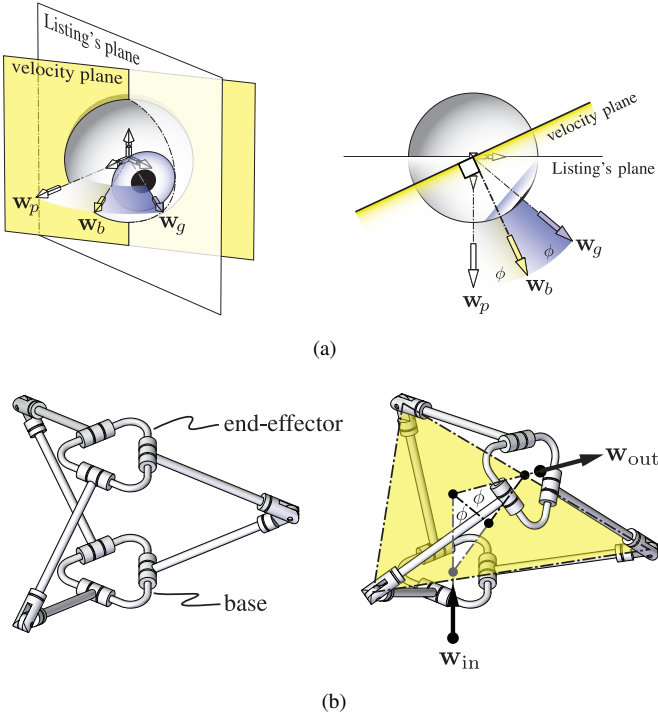 Listing's plane
velocity plane
w_p
w_b
w_g
velocity plane
Listing's plane
w_g
ϕ
ϕ
w_b
w_p
(a)
end-effector
base
w_out
ϕ
ϕ
w_in
(b)